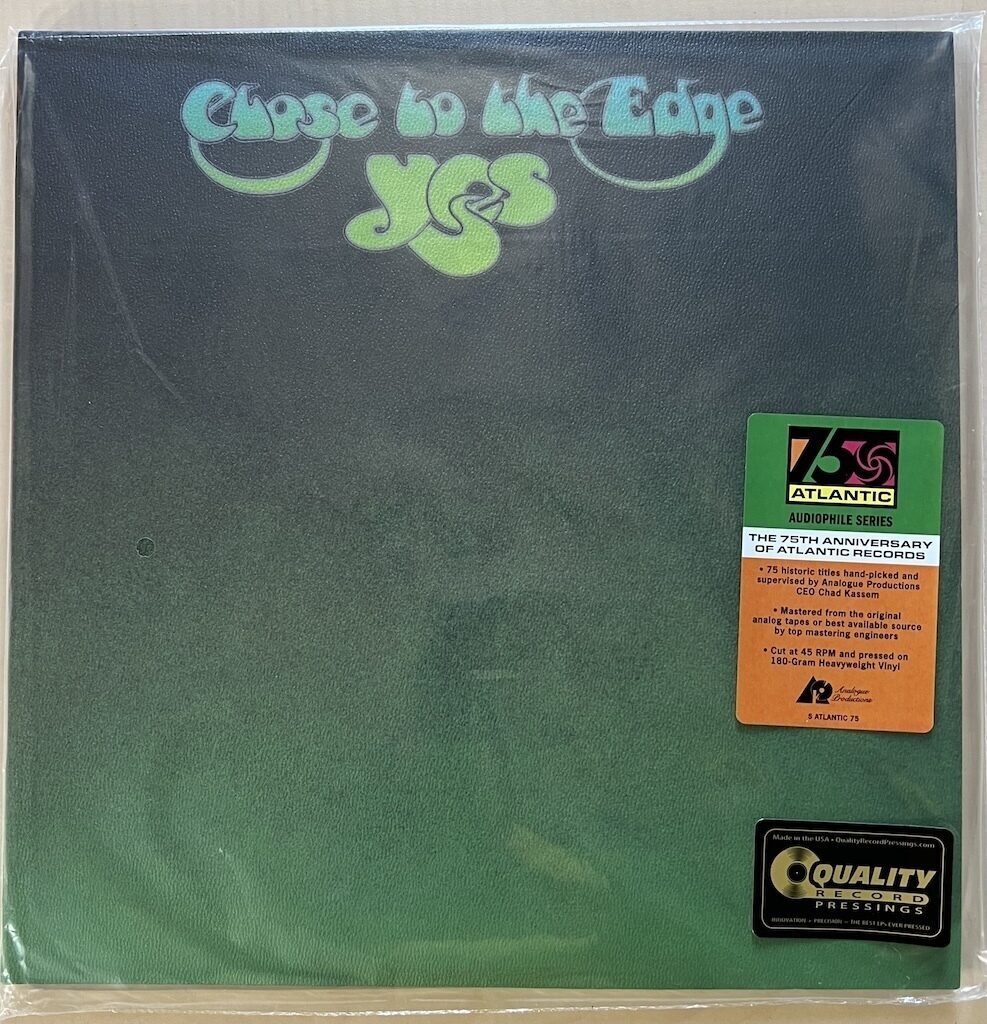 Close to the Edge
yes
75
ATLANTIC
AUDIOPHILE SERIES
THE 75TH ANNIVERSARY
OF ATLANTIC RECORDS
• 75 historic titles hand-picked and
supervised by Analogue Productions
CEO Chad Kassem
• Mastered from the original
analog tapes or best available source
by top mastering engineers
• Cut at 45 RPM and pressed on
180-Gram Heavyweight Vinyl
Analogue
Productions
S ATLANTIC 75
Made in the USA • QualityRecordPressings.com
QUALITY
RECORD
PRESSINGS
INNOVATION • PRECISION — THE BEST LPs EVER PRESSED